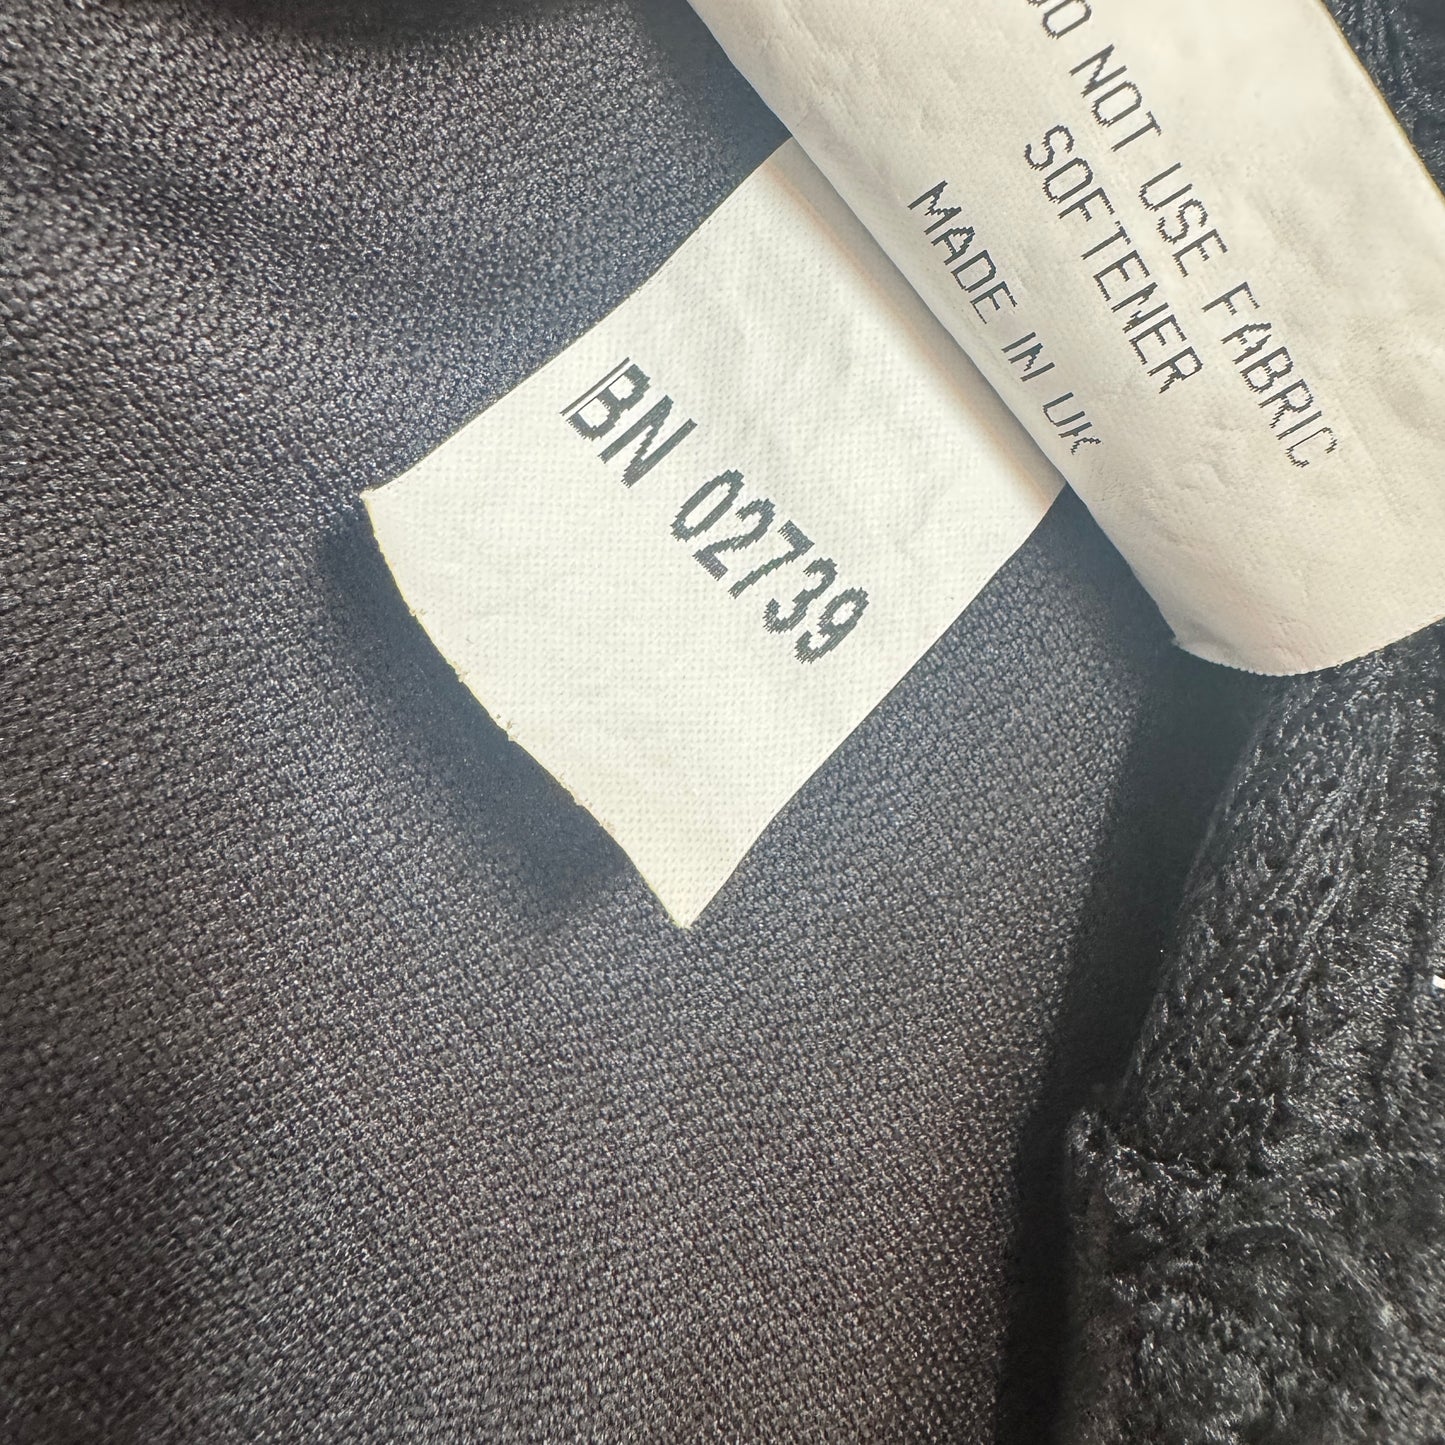 DO NOT USE FABRIC
SOFTENER
MADE IN UK
BN 02739